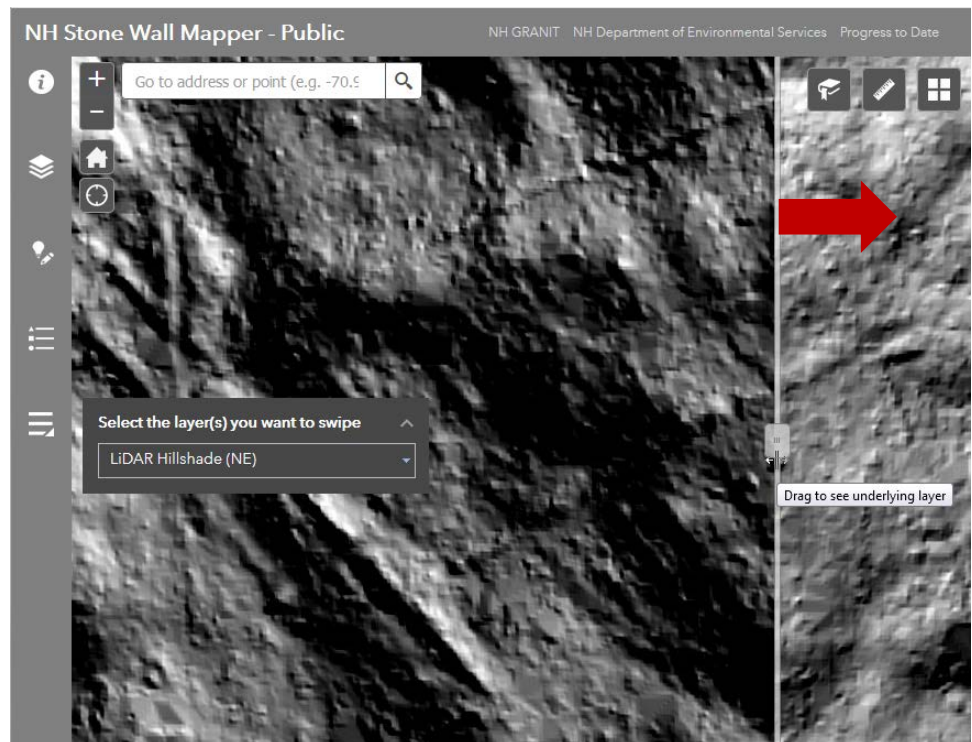 NH Stone Wall Mapper - Public
NH GRANIT NH Department of Environmental Services Progress to Date
Go to address or point (e.g. -70.9
Select the layer(s) you want to swipe
LiDAR Hillshade (NE)
Drag to see underlying layer